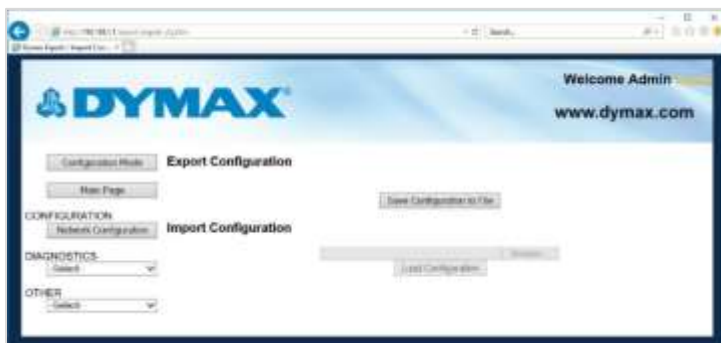 Welcome Admin
DYMAX
www.dymax.com
Configuration Mode
Export Configuration
Main Page
Save Configuration to File
CONFIGURATION
Network Configuration
Import Configuration
DIAGNOSTICS
-Select-
Load Configuration
OTHER
-Select-